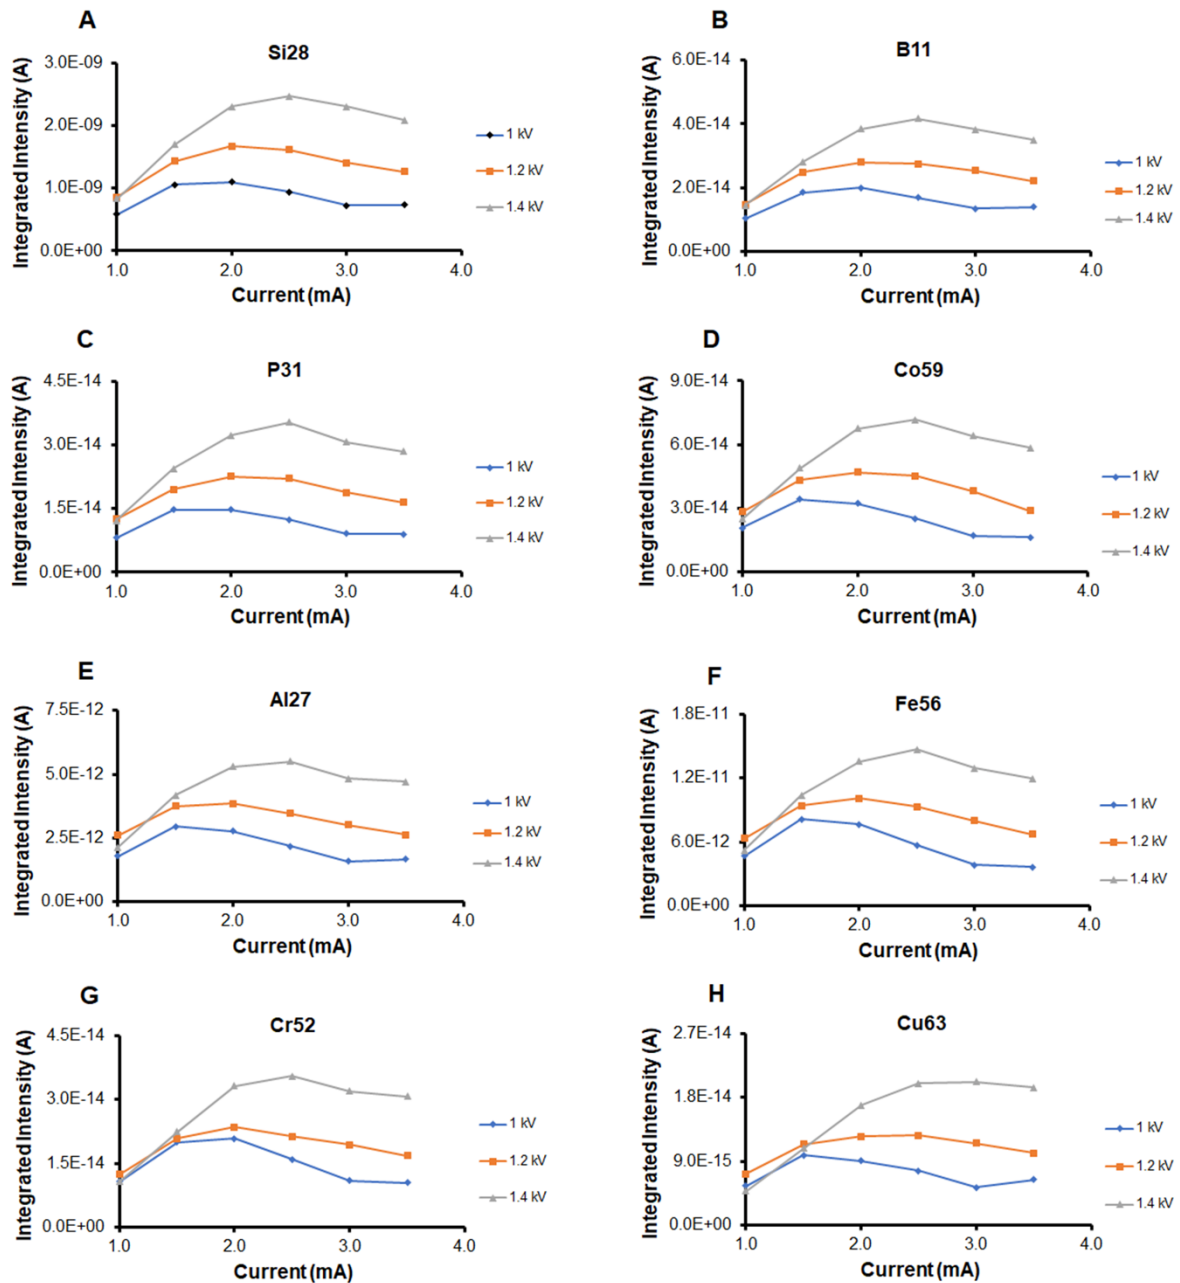 A
Si28
Integrated Intensity (A)
3.0E-09
2.0E-09
1.0E-09
0.0E+00
1.0 2.0 3.0 4.0
Current (mA)
1 kV
1.2 kV
1.4 kV
B
B11
Integrated Intensity (A)
6.0E-14
4.0E-14
2.0E-14
0.0E+00
1.0 2.0 3.0 4.0
Current (mA)
1 kV
1.2 kV
1.4 kV
C
P31
Integrated Intensity (A)
4.5E-14
3.0E-14
1.5E-14
0.0E+00
1.0 2.0 3.0 4.0
Current (mA)
1 kV
1.2 kV
1.4 kV
D
Co59
Integrated Intensity (A)
9.0E-14
6.0E-14
3.0E-14
0.0E+00
1.0 2.0 3.0 4.0
Current (mA)
1 kV
1.2 kV
1.4 kV
E
Al27
Integrated Intensity (A)
7.5E-12
5.0E-12
2.5E-12
0.0E+00
1.0 2.0 3.0 4.0
Current (mA)
1 kV
1.2 kV
1.4 kV
F
Fe56
Integrated Intensity (A)
1.8E-11
1.2E-11
6.0E-12
0.0E+00
1.0 2.0 3.0 4.0
Current (mA)
1 kV
1.2 kV
1.4 kV
G
Cr52
Integrated Intensity (A)
4.5E-14
3.0E-14
1.5E-14
0.0E+00
1.0 2.0 3.0 4.0
Current (mA)
1 kV
1.2 kV
1.4 kV
H
Cu63
Integrated Intensity (A)
2.7E-14
1.8E-14
9.0E-15
0.0E+00
1.0 2.0 3.0 4.0
Current (mA)
1 kV
1.2 kV
1.4 kV